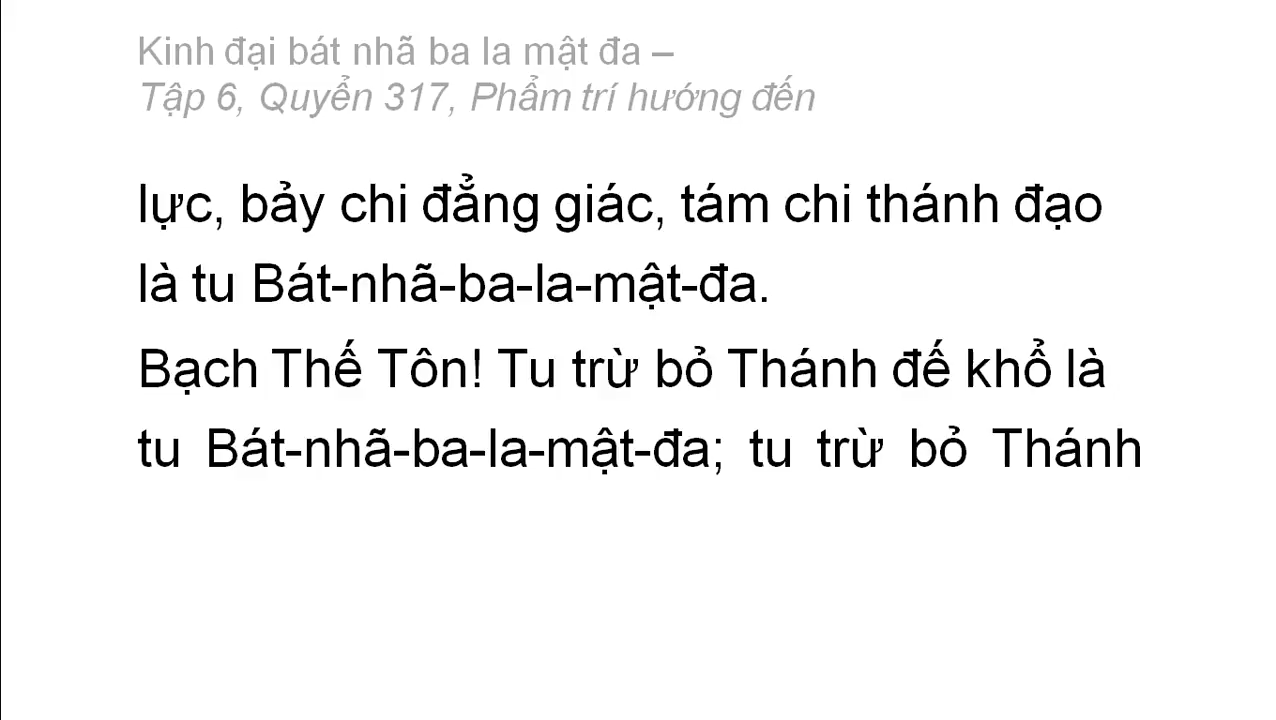 Kinh đại bát nhã ba la mật đa –
Tập 6, Quyển 317, Phẩm trí hướng đến
lực, bảy chi đẳng giác, tám chi thánh đạo
là tu Bát-nhã-ba-la-mật-đa.
Bạch Thế Tôn! Tu trừ bỏ Thánh đế khổ là
tu Bát-nhã-ba-la-mật-đa; tu trừ bỏ Thánh